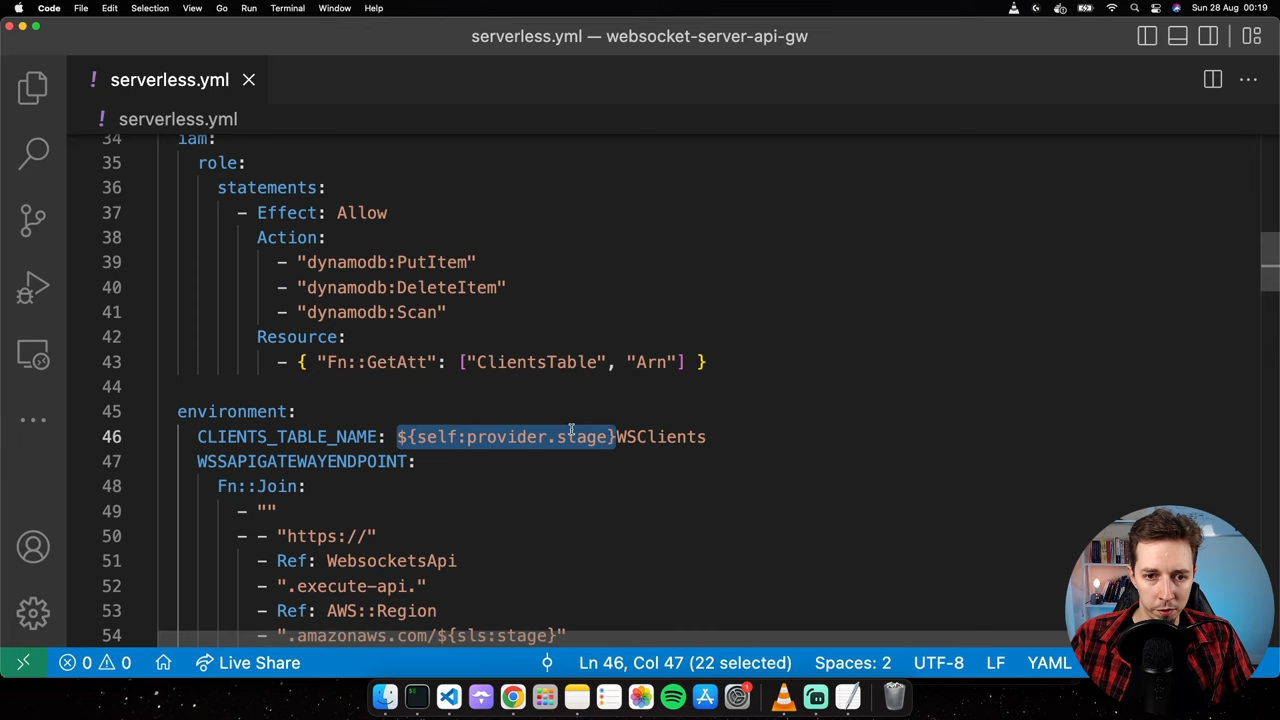 Code File Edit Selection View Go Run Terminal Window Help Sun 28 Aug 00:19
serverless.yml — websocket-server-api-gw
! serverless.yml ×
! serverless.yml
34 iam:
35 role:
36 statements:
37 - Effect: Allow
38 Action:
39 - "dynamodb:PutItem"
40 - "dynamodb:DeleteItem"
41 - "dynamodb:Scan"
42 Resource:
43 - { "Fn::GetAtt": ["ClientsTable", "Arn"] }
44
45 environment:
46 CLIENTS_TABLE_NAME: ${self:provider.stage}WSClients
47 WSSAPIGATEWAYENDPOINT:
48 Fn::Join:
49 - ""
50 - - "https://"
51 - Ref: WebsocketsApi
52 - ".execute-api."
53 - Ref: AWS::Region
54 - ".amazonaws.com/${sls:stage}"
0 0 Live Share Ln 46, Col 47 (22 selected) Spaces: 2 UTF-8 LF YAML